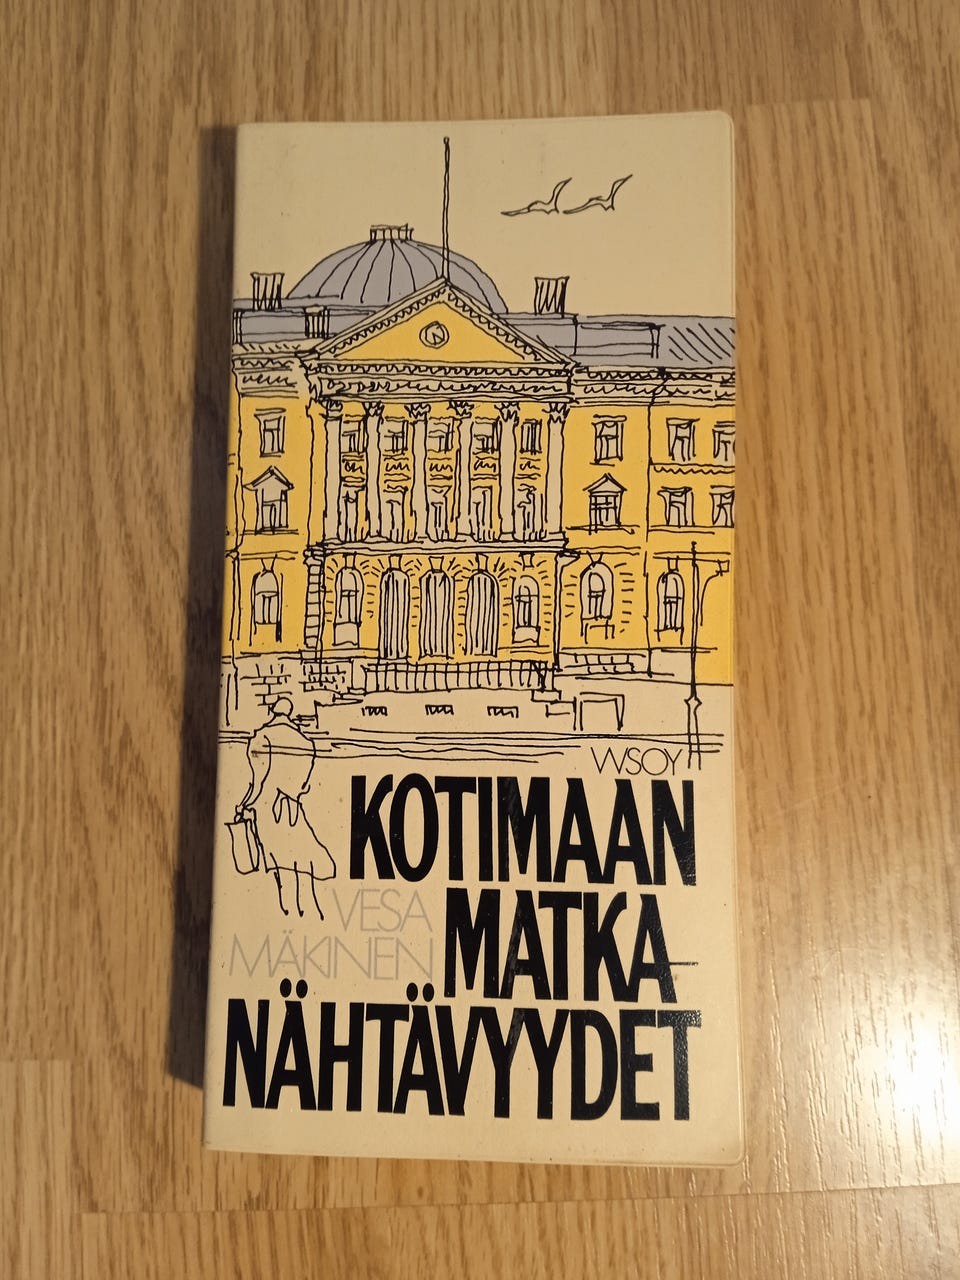 WSOY
KOTIMAAN
VESA
MÄKINEN
MATKA-
NÄHTÄVYYDET